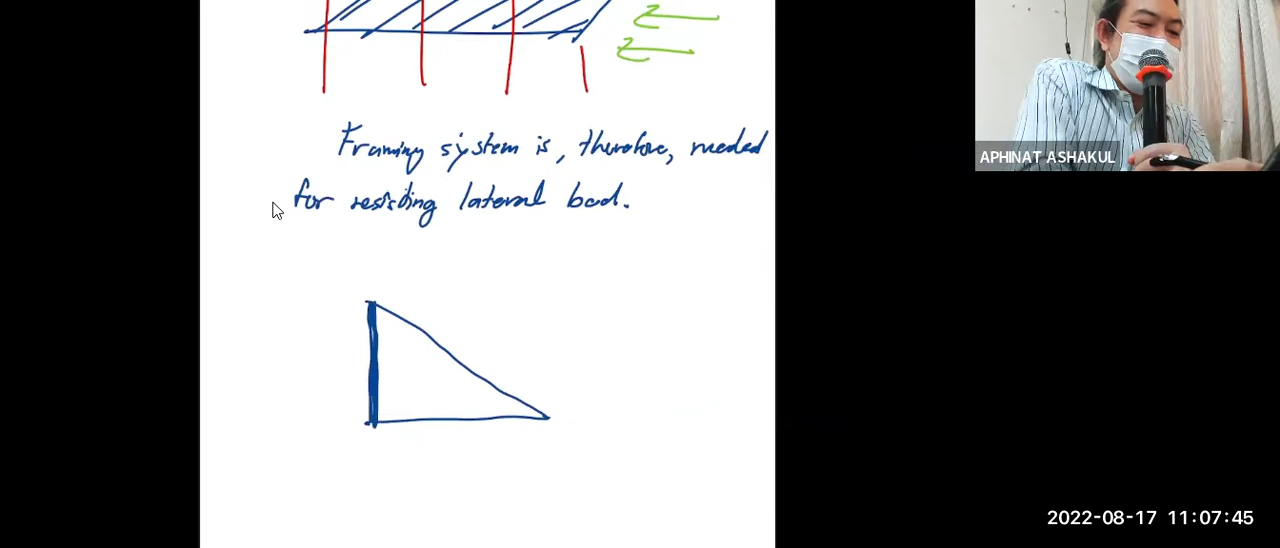 Framing system is, therefore, needed
for resisting lateral load.
APHINAT ASHAKUL
2022-08-17 11:07:45